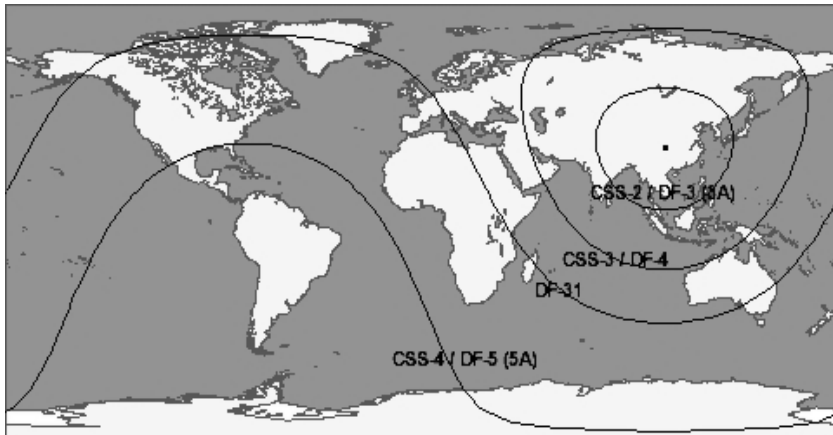 CSS-2 / DF-3 (3A)
CSS-3 / DF-4
DF-31
CSS-4 / DF-5 (5A)